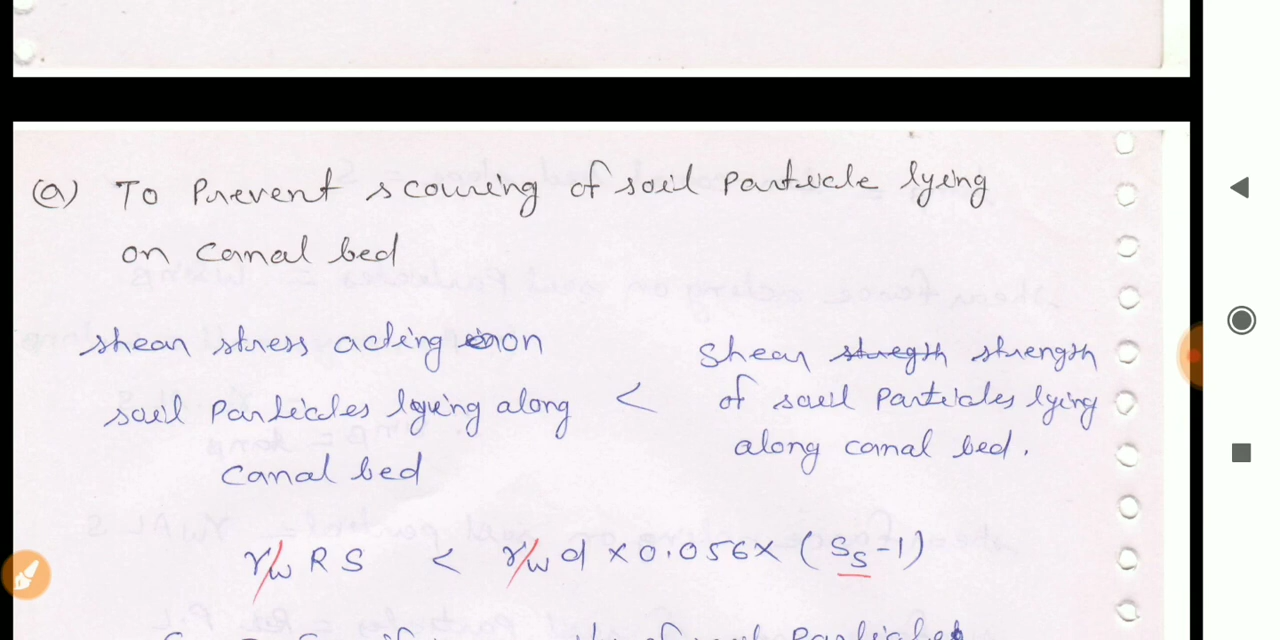 (a) To Prevent scouring of soil particle lying
on canal bed
shear stress acting on
soil Particles lying along
canal bed
<
Shear stregth strength
of soil Particles lying
along canal bed.
γw R S < γw d × 0.056 × (Ss - 1)